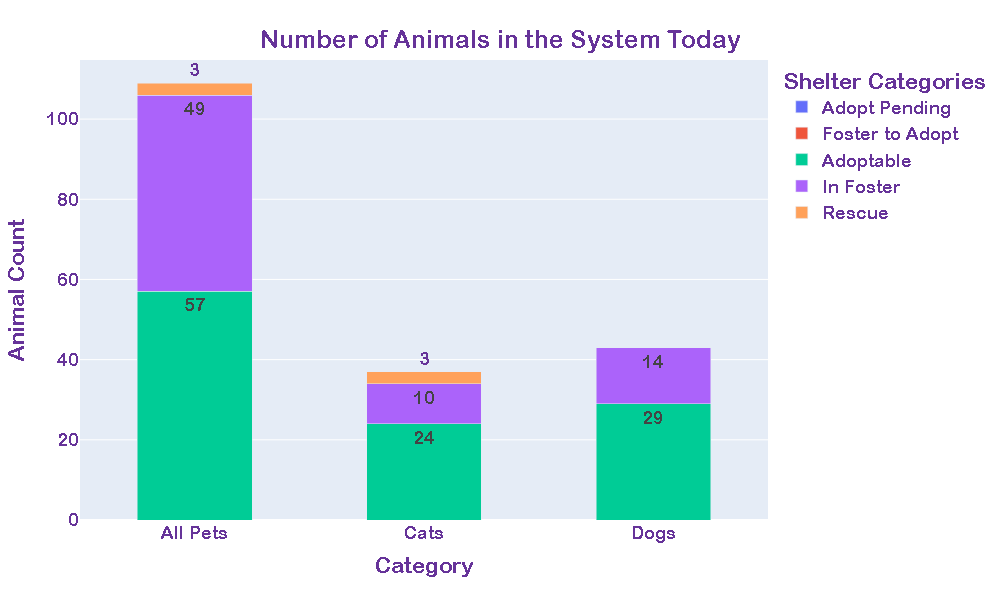 Number of Animals in the System Today
Shelter Categories
Adopt Pending
Foster to Adopt
Adoptable
In Foster
Rescue
Animal Count
100
80
60
40
20
0
3
49
57
3
10
24
14
29
All Pets
Cats
Dogs
Category